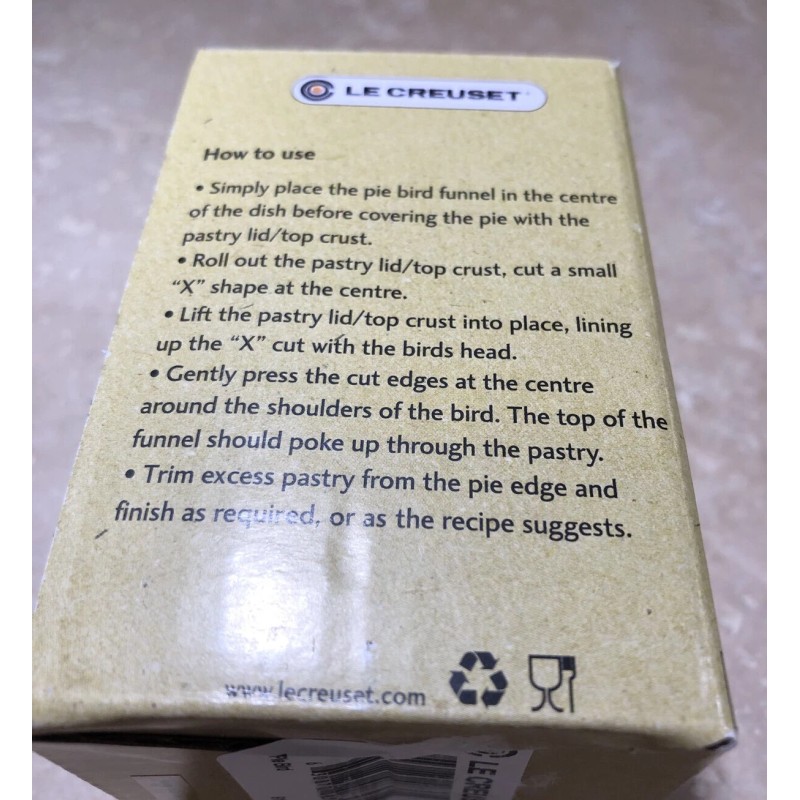 LE CREUSET
How to use
• Simply place the pie bird funnel in the centre
of the dish before covering the pie with the
pastry lid/top crust.
• Roll out the pastry lid/top crust, cut a small
“X” shape at the centre.
• Lift the pastry lid/top crust into place, lining
up the “X” cut with the birds head.
• Gently press the cut edges at the centre
around the shoulders of the bird. The top of the
funnel should poke up through the pastry.
• Trim excess pastry from the pie edge and
finish as required, or as the recipe suggests.
www.lecreuset.com
Pie Bird
LE CREUS